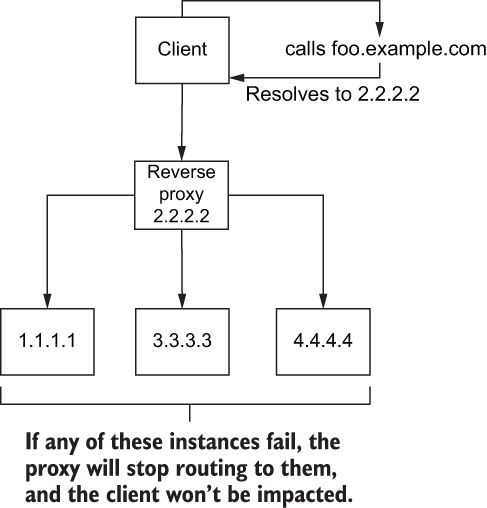 Client
calls foo.example.com
Resolves to 2.2.2.2
Reverse
proxy
2.2.2.2
1.1.1.1
3.3.3.3
4.4.4.4
If any of these instances fail, the
proxy will stop routing to them,
and the client won't be impacted.